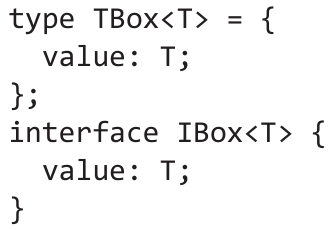 type TBox<T> = {
  value: T;
};
interface IBox<T> {
  value: T;
}